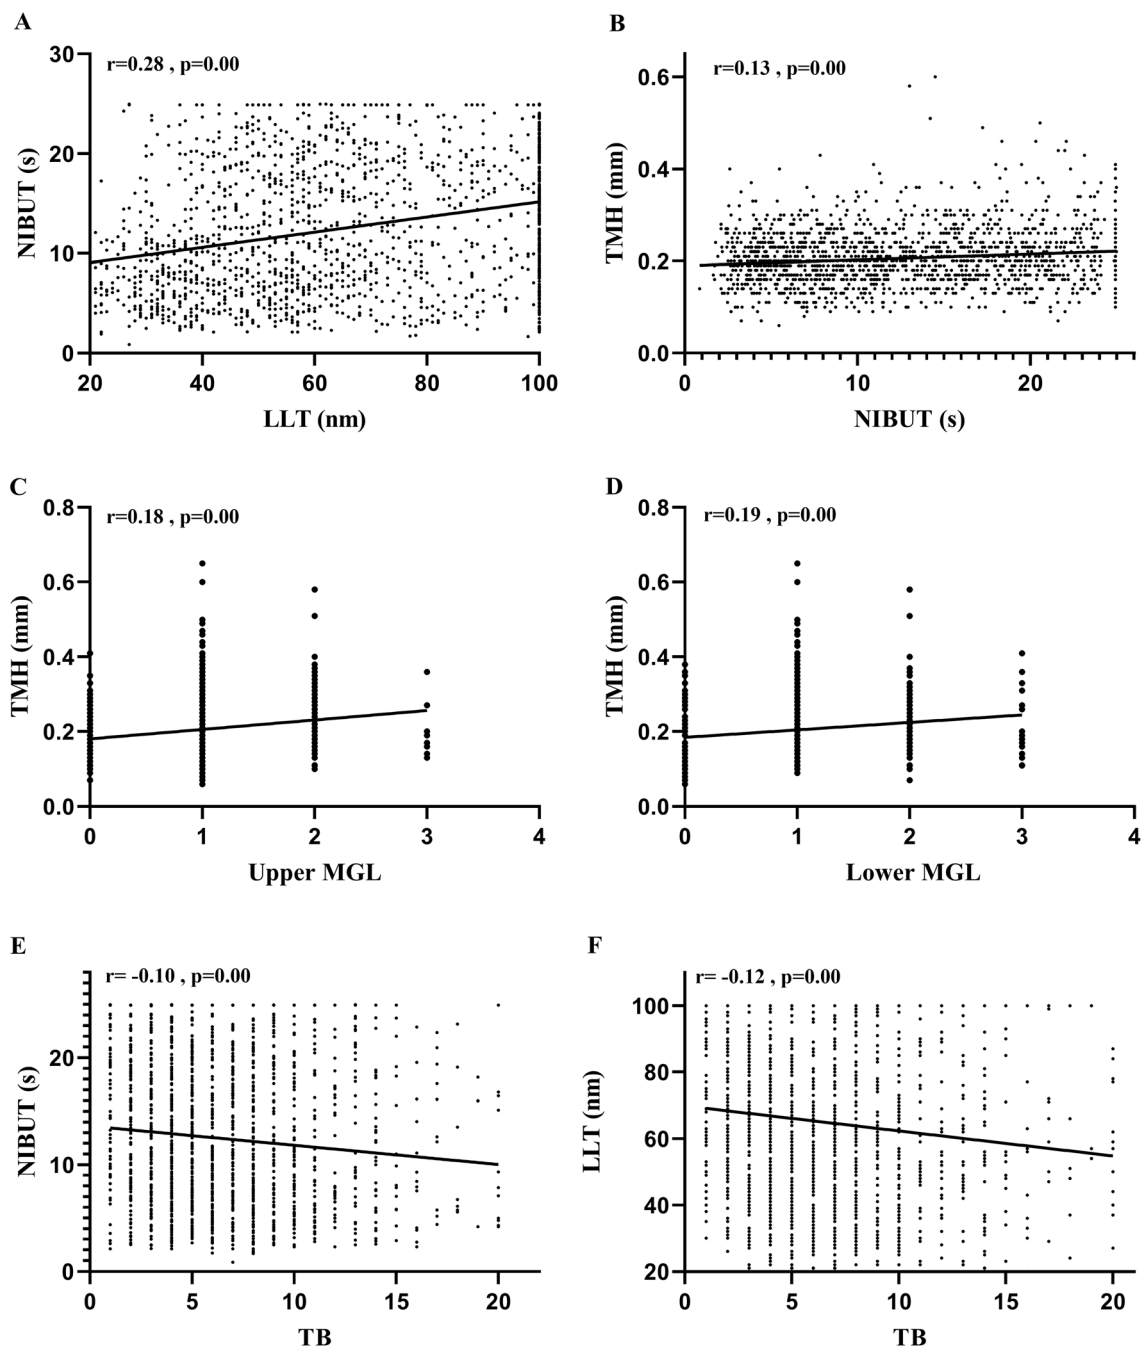 A
r=0.28 , p=0.00
NIBUT (s)
30
20
10
0
20 40 60 80 100
LLT (nm)
B
r=0.13 , p=0.00
TMH (mm)
0.6
0.4
0.2
0.0
0 10 20
NIBUT (s)
C
r=0.18 , p=0.00
TMH (mm)
0.8
0.6
0.4
0.2
0.0
0 1 2 3 4
Upper MGL
D
r=0.19 , p=0.00
TMH (mm)
0.8
0.6
0.4
0.2
0.0
0 1 2 3 4
Lower MGL
E
r= -0.10 , p=0.00
NIBUT (s)
20
10
0
0 5 10 15 20
TB
F
r= -0.12 , p=0.00
LLT (nm)
100
80
60
40
20
0 5 10 15 20
TB